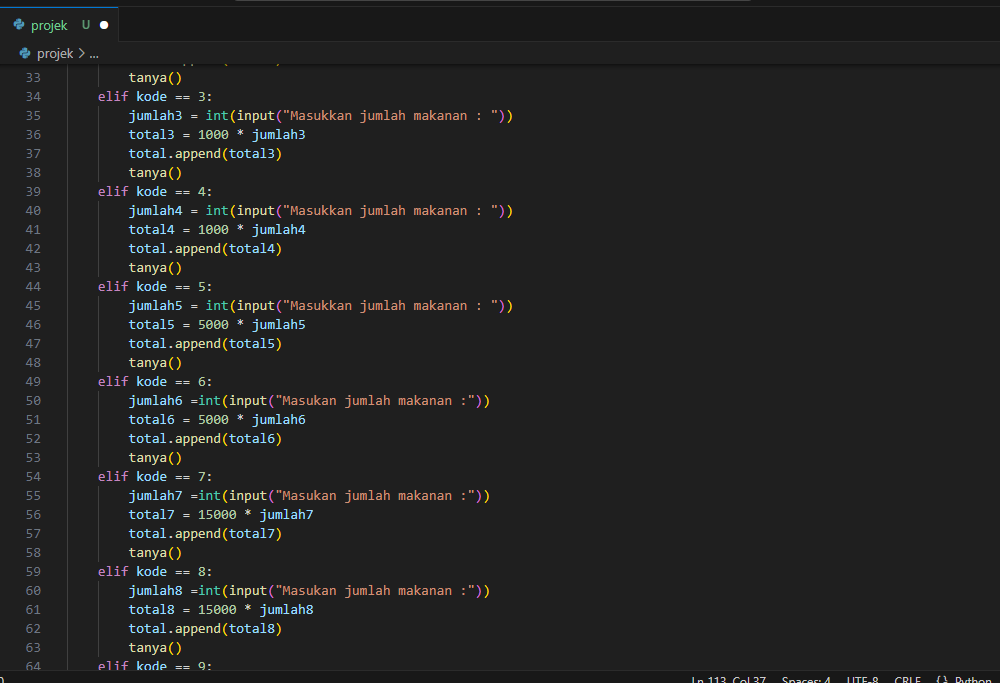 projek U
projek > ...
33 tanya()
34 elif kode == 3:
35 jumlah3 = int(input("Masukkan jumlah makanan : "))
36 total3 = 1000 * jumlah3
37 total.append(total3)
38 tanya()
39 elif kode == 4:
40 jumlah4 = int(input("Masukkan jumlah makanan : "))
41 total4 = 1000 * jumlah4
42 total.append(total4)
43 tanya()
44 elif kode == 5:
45 jumlah5 = int(input("Masukkan jumlah makanan : "))
46 total5 = 5000 * jumlah5
47 total.append(total5)
48 tanya()
49 elif kode == 6:
50 jumlah6 =int(input("Masukan jumlah makanan :"))
51 total6 = 5000 * jumlah6
52 total.append(total6)
53 tanya()
54 elif kode == 7:
55 jumlah7 =int(input("Masukan jumlah makanan :"))
56 total7 = 15000 * jumlah7
57 total.append(total7)
58 tanya()
59 elif kode == 8:
60 jumlah8 =int(input("Masukan jumlah makanan :"))
61 total8 = 15000 * jumlah8
62 total.append(total8)
63 tanya()
64 elif kode == 9:
Ln 113, Col 37 Spaces: 4 UTF-8 CRLF {} Python